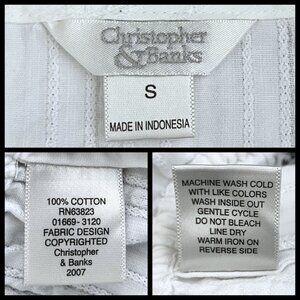 Christopher
& Banks
S
MADE IN INDONESIA
100% COTTON
RN63823
01669- 3120
FABRIC DESIGN
COPYRIGHTED
Christopher
& Banks
2007
MACHINE WASH COLD
WITH LIKE COLORS
WASH INSIDE OUT
GENTLE CYCLE
DO NOT BLEACH
LINE DRY
WARM IRON ON
REVERSE SIDE